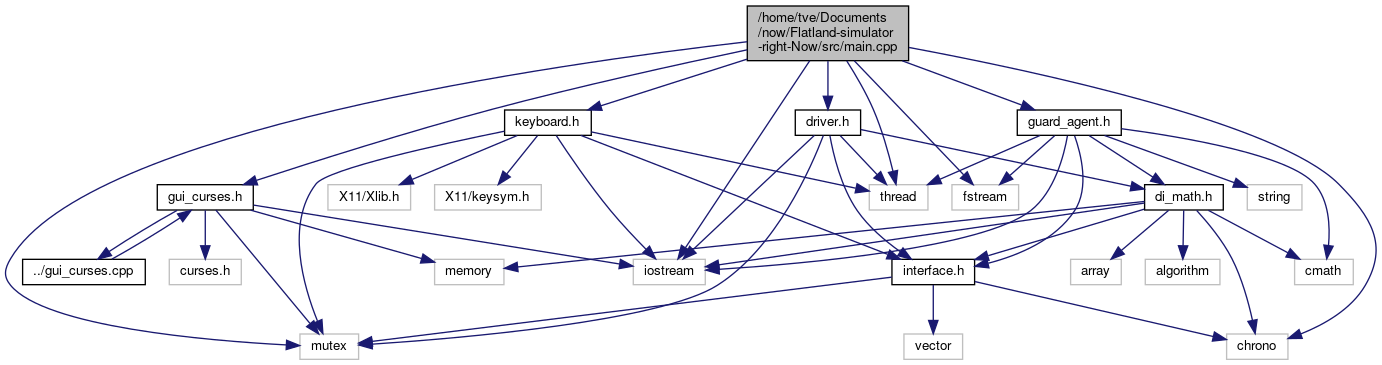 /home/tve/Documents
/now/Flatland-simulator
-right-Now/src/main.cpp
keyboard.h
driver.h
guard_agent.h
gui_curses.h
X11/Xlib.h
X11/keysym.h
thread
fstream
di_math.h
string
../gui_curses.cpp
curses.h
memory
iostream
interface.h
array
algorithm
cmath
mutex
vector
chrono